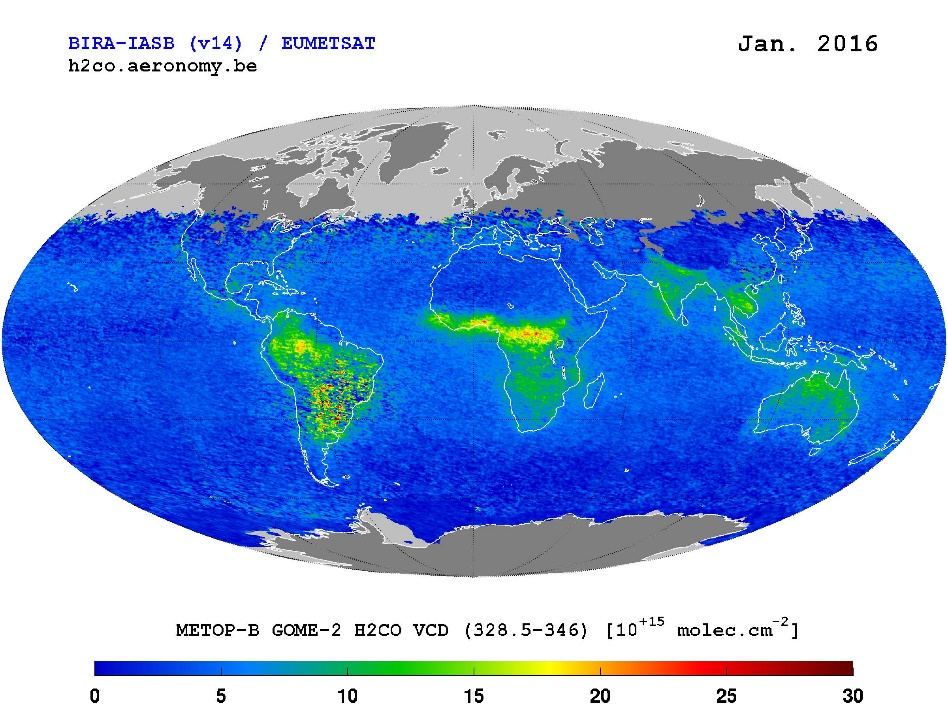 BIRA-IASB (v14) / EUMETSAT
Jan. 2016
h2co.aeronomy.be
METOP-B GOME-2 H2CO VCD (328.5-346) [10⁺¹⁵ molec.cm⁻²]
0 5 10 15 20 25 30